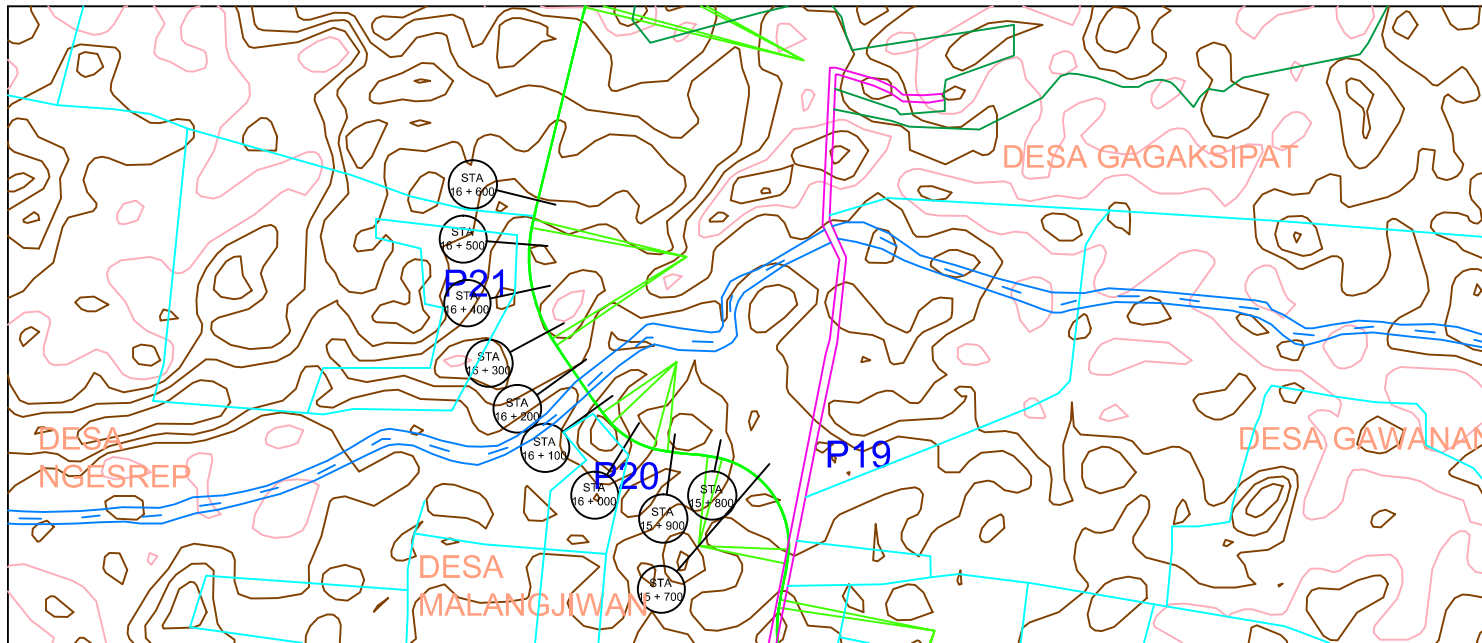 DESA GAGAKSIPAT
STA
16 + 600
STA
16 + 500
P21
STA
16 + 400
STA
16 + 300
STA
16 + 200
DESA
NGESREP
STA
16 + 100
DESA GAWANAN
P19
P20
STA
16 + 000
STA
15 + 800
STA
15 + 900
DESA
MALANGJIWAN
STA
15 + 700